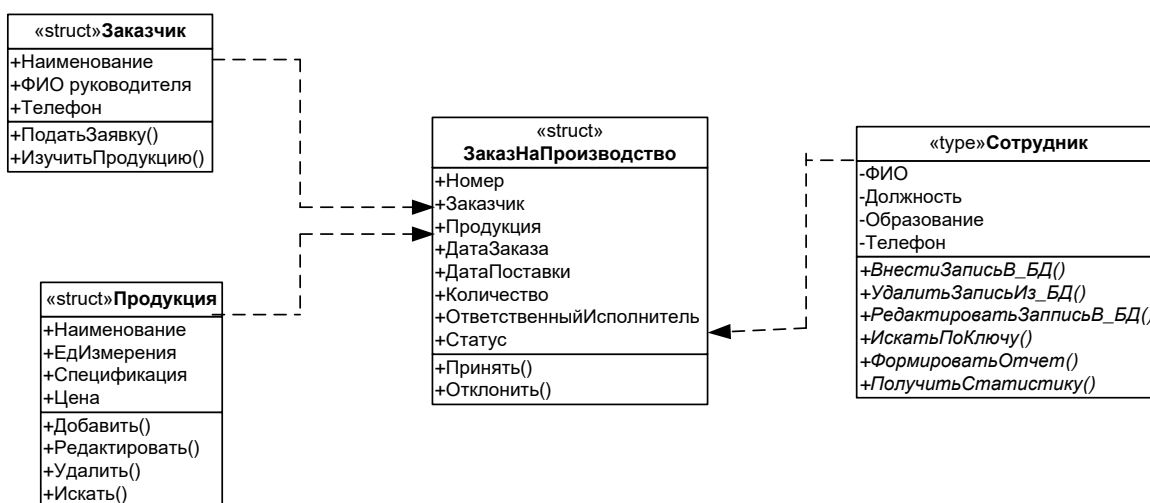 «struct»Заказчик
+Наименование
+ФИО руководителя
+Телефон
+ПодатьЗаявку()
+ИзучитьПродукцию()
«struct»Продукция
+Наименование
+ЕдИзмерения
+Спецификация
+Цена
+Добавить()
+Редактировать()
+Удалить()
+Искать()
«struct»
ЗаказНаПроизводство
+Номер
+Заказчик
+Продукция
+ДатаЗаказа
+ДатаПоставки
+Количество
+ОтветственныйИсполнитель
+Статус
+Принять()
+Отклонить()
«type»Сотрудник
-ФИО
-Должность
-Образование
-Телефон
+ВнестиЗаписьВ_БД()
+УдалитьЗаписьИз_БД()
+РедактироватьЗапписьВ_БД()
+ИскатьПоКлючу()
+ФормироватьОтчет()
+ПолучитьСтатистику()